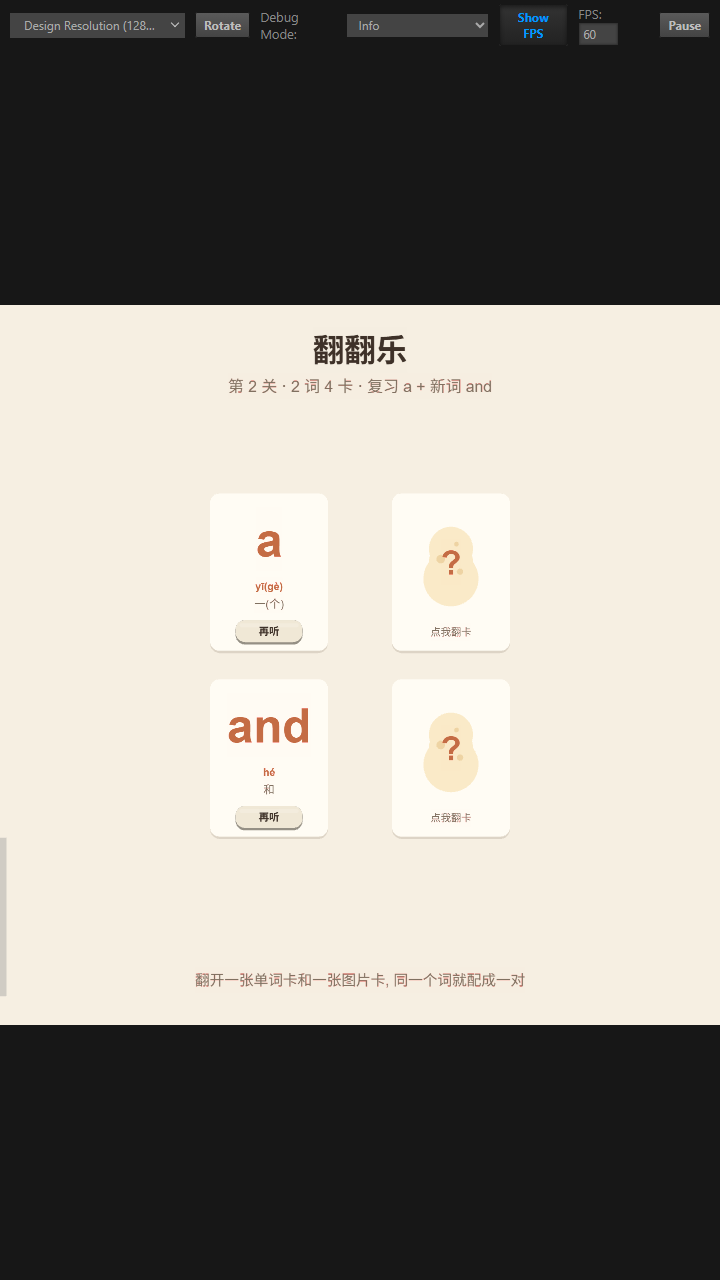 Design Resolution (128...
Rotate
Debug Mode:
Info
Show FPS
FPS:
60
Pause
翻翻乐
第 2 关 · 2 词 4 卡 · 复习 a + 新词 and
a
yī(gè)
一(个)
再听
?
点我翻卡
and
hé
和
再听
?
点我翻卡
翻开一张单词卡和一张图片卡, 同一个词就配成一对